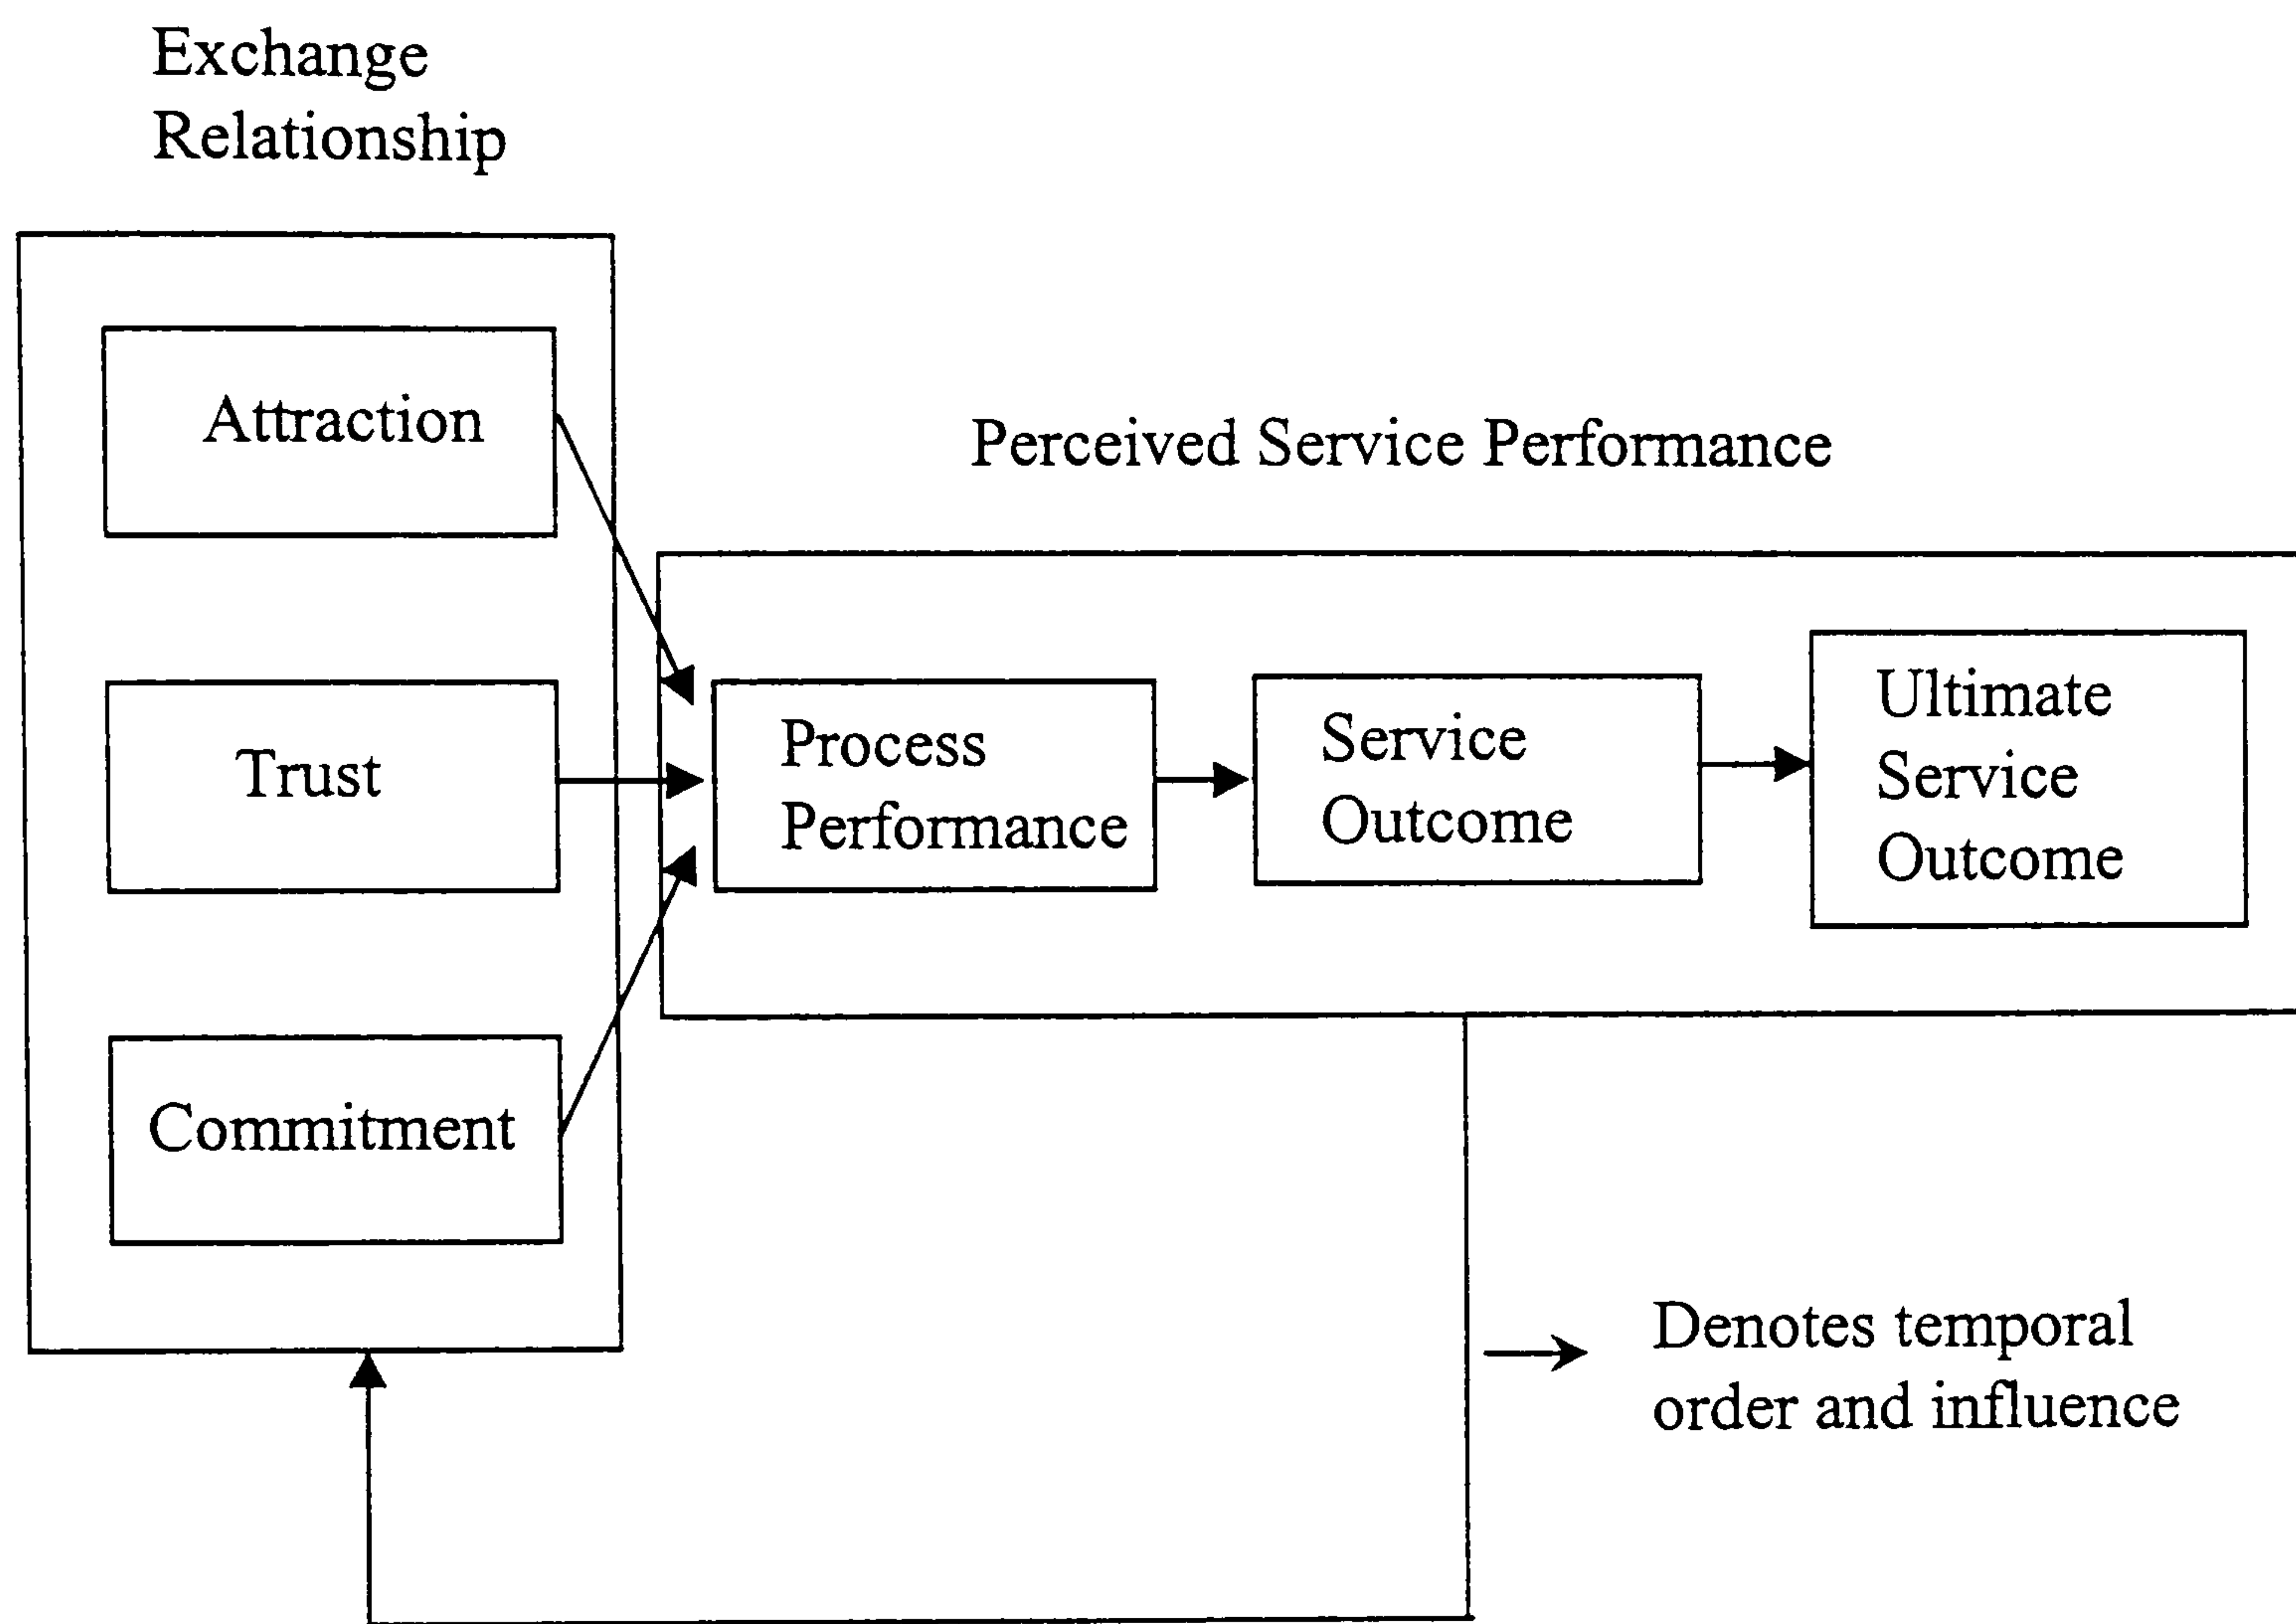 Exchange
Relationship
Attraction
Perceived Service Performance
Trust
Process
Performance
Service
Outcome
Ultimate
Service
Outcome
Commitment
Denotes temporal
order and influence